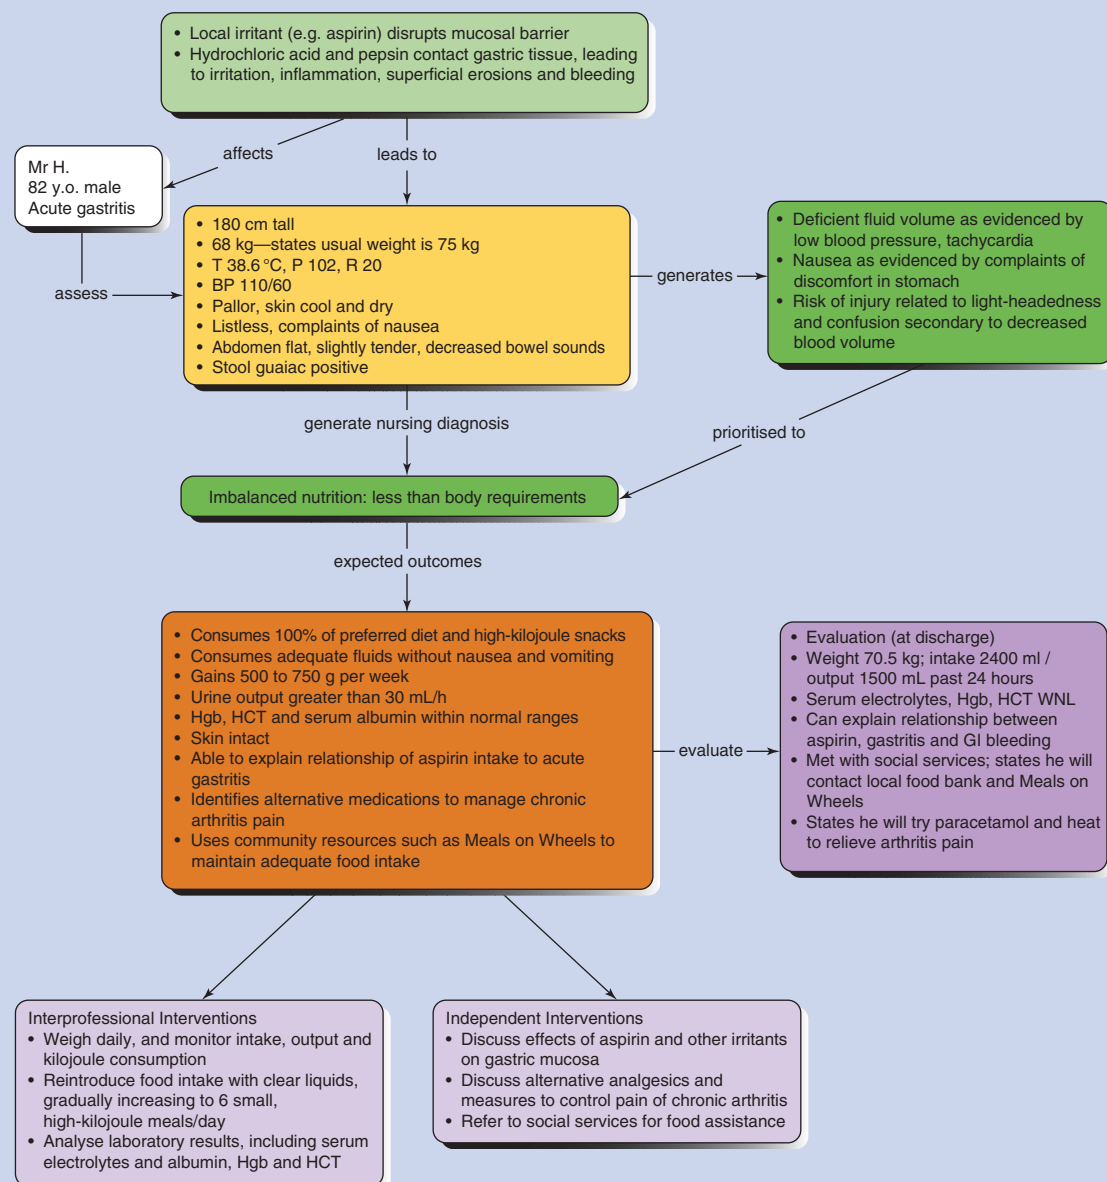 • Local irritant (e.g. aspirin) disrupts mucosal barrier
• Hydrochloric acid and pepsin contact gastric tissue, leading
to irritation, inflammation, superficial erosions and bleeding
affects
leads to
Mr H.
82 y.o. male
Acute gastritis
assess
• 180 cm tall
• 68 kg—states usual weight is 75 kg
• T 38.6 °C, P 102, R 20
• BP 110/60
• Pallor, skin cool and dry
• Listless, complaints of nausea
• Abdomen flat, slightly tender, decreased bowel sounds
• Stool guaiac positive
generates
• Deficient fluid volume as evidenced by
low blood pressure, tachycardia
• Nausea as evidenced by complaints of
discomfort in stomach
• Risk of injury related to light-headedness
and confusion secondary to decreased
blood volume
generate nursing diagnosis
prioritised to
Imbalanced nutrition: less than body requirements
expected outcomes
• Consumes 100% of preferred diet and high-kilojoule snacks
• Consumes adequate fluids without nausea and vomiting
• Gains 500 to 750 g per week
• Urine output greater than 30 mL/h
• Hgb, HCT and serum albumin within normal ranges
• Skin intact
• Able to explain relationship of aspirin intake to acute
gastritis
• Identifies alternative medications to manage chronic
arthritis pain
• Uses community resources such as Meals on Wheels to
maintain adequate food intake
evaluate
• Evaluation (at discharge)
• Weight 70.5 kg; intake 2400 ml /
output 1500 mL past 24 hours
• Serum electrolytes, Hgb, HCT WNL
• Can explain relationship between
aspirin, gastritis and GI bleeding
• Met with social services; states he will
contact local food bank and Meals on
Wheels
• States he will try paracetamol and heat
to relieve arthritis pain
Interprofessional Interventions
• Weigh daily, and monitor intake, output and
kilojoule consumption
• Reintroduce food intake with clear liquids,
gradually increasing to 6 small,
high-kilojoule meals/day
• Analyse laboratory results, including serum
electrolytes and albumin, Hgb and HCT
Independent Interventions
• Discuss effects of aspirin and other irritants
on gastric mucosa
• Discuss alternative analgesics and
measures to control pain of chronic arthritis
• Refer to social services for food assistance